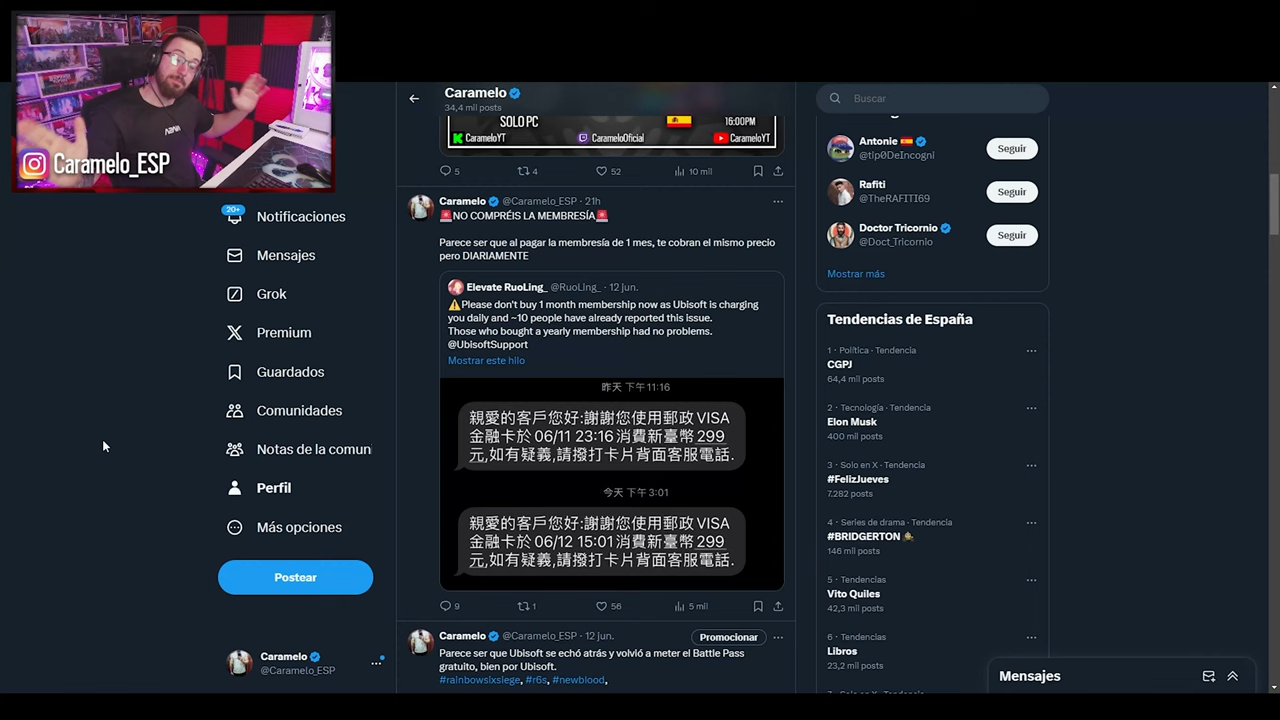 Caramelo_ESP
Notificaciones
20+
Mensajes
Grok
Premium
Guardados
Comunidades
Notas de la comun
Perfil
Más opciones
Postear
Caramelo
@Caramelo_ESP
Caramelo
34,4 mil posts
SOLO PC
16:00PM
CarameloYT
CarameloOficial
CarameloYT
5
4
52
10 mil
Caramelo @Caramelo_ESP · 21h
🚨NO COMPRÉIS LA MEMBRESÍA🚨
Parece ser que al pagar la membresía de 1 mes, te cobran el mismo precio
pero DIARIAMENTE
Elevate RuoLing_ @RuoLing_ · 12 jun.
⚠️Please don't buy 1 month membership now as Ubisoft is charging
you daily and ~10 people have already reported this issue.
Those who bought a yearly membership had no problems.
@UbisoftSupport
Mostrar este hilo
昨天 下午 11:16
親愛的客戶您好:謝謝您使用郵政VISA
金融卡於 06/11 23:16 消費新臺幣 299
元,如有疑義,請撥打卡片背面客服電話.
今天 下午 3:01
親愛的客戶您好:謝謝您使用郵政VISA
金融卡於 06/12 15:01 消費新臺幣 299
元,如有疑義,請撥打卡片背面客服電話.
9
1
56
5 mil
Caramelo @Caramelo_ESP · 12 jun.
Promocionar
Parece ser que Ubisoft se echó atrás y volvió a meter el Battle Pass
gratuito, bien por Ubisoft.
#rainbowsixsiege, #r6s, #newblood,
Buscar
Antonie
@tIp0DeIncogni
Seguir
Rafiti
@TheRAFITI69
Seguir
Doctor Tricornio
@Doct_Tricornio
Seguir
Mostrar más
Tendencias de España
1 · Política · Tendencia
CGPJ
64,4 mil posts
2 · Tecnología · Tendencia
Elon Musk
400 mil posts
3 · Solo en X · Tendencia
#FelizJueves
7.282 posts
4 · Series de drama · Tendencia
#BRIDGERTON
146 mil posts
5 · Tendencias
Vito Quiles
42,3 mil posts
6 · Tendencias
Libros
23,2 mil posts
Mensajes